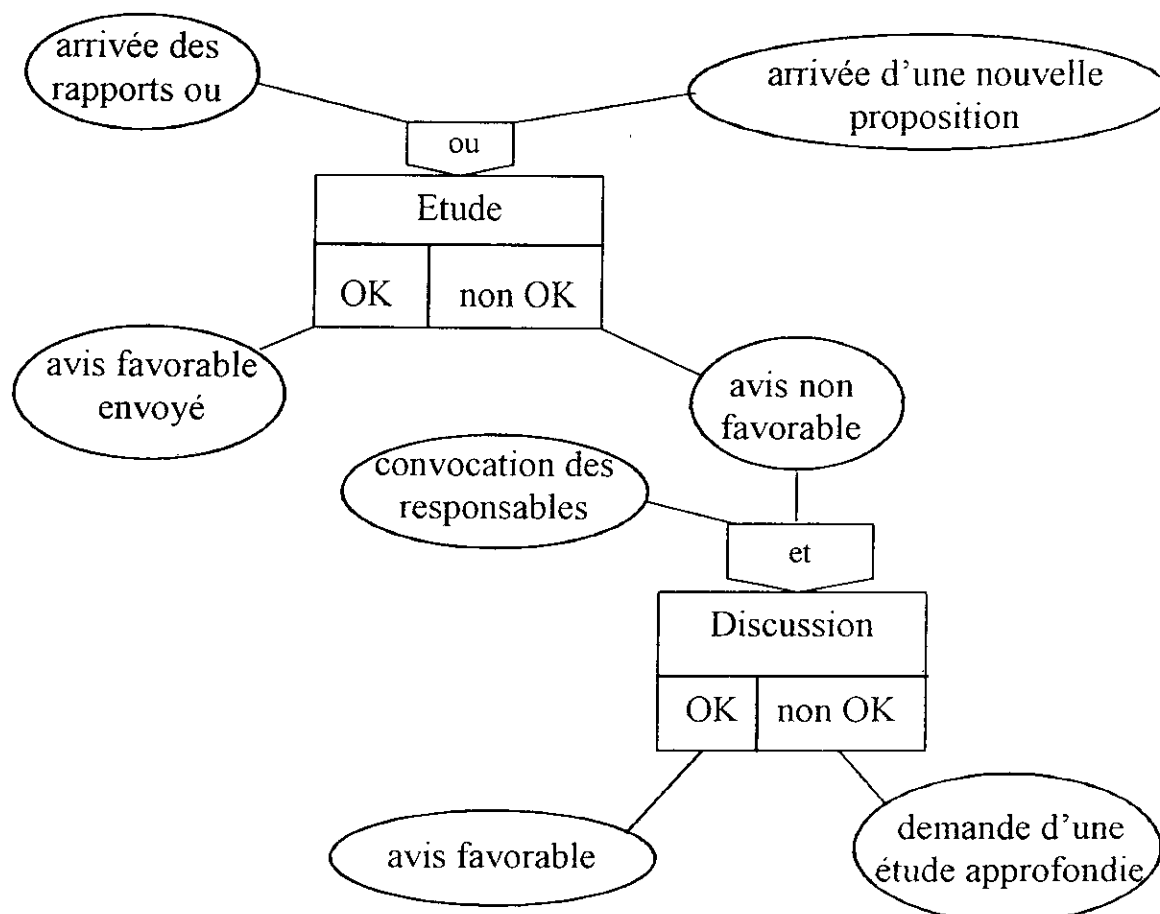 arrivée des
rapports ou
arrivée d'une nouvelle
proposition
ou
Etude
OK
non OK
avis favorable
envoyé
avis non
favorable
convocation des
responsables
et
Discussion
OK
non OK
avis favorable
demande d'une
étude approfondie